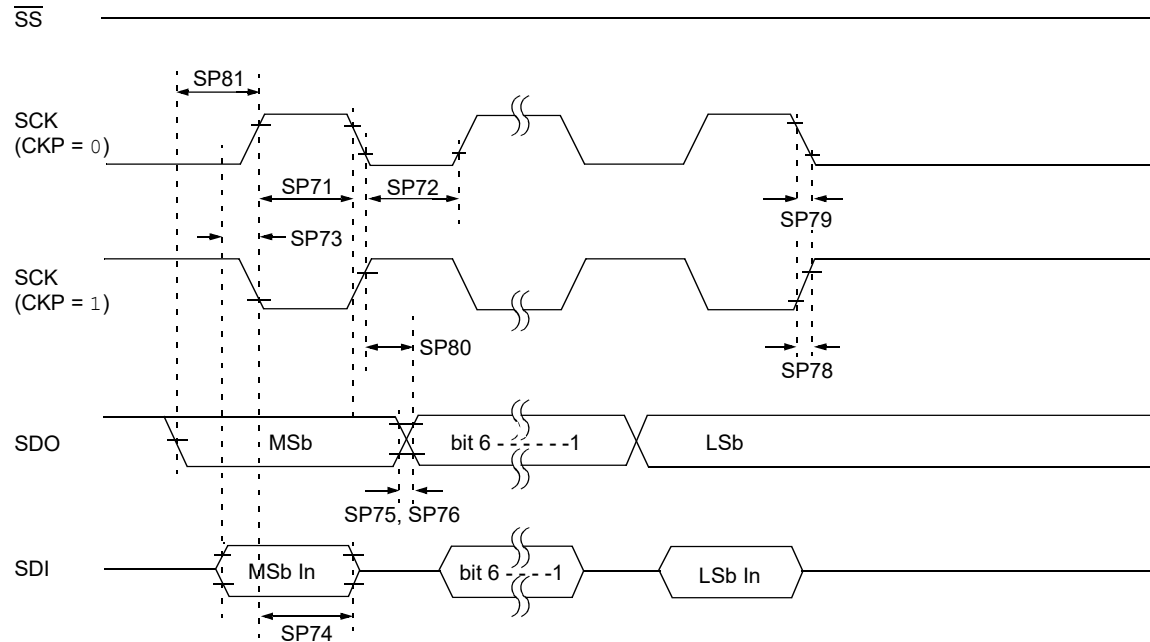 SS
SP81
SCK
(CKP = 0)
SP71
SP72
SP79
SP73
SCK
(CKP = 1)
SP80
SP78
SDO
MSb
bit 6 - - - - - - -1
LSb
SP75, SP76
SDI
MSb In
bit 6 - - - - -1
LSb In
SP74